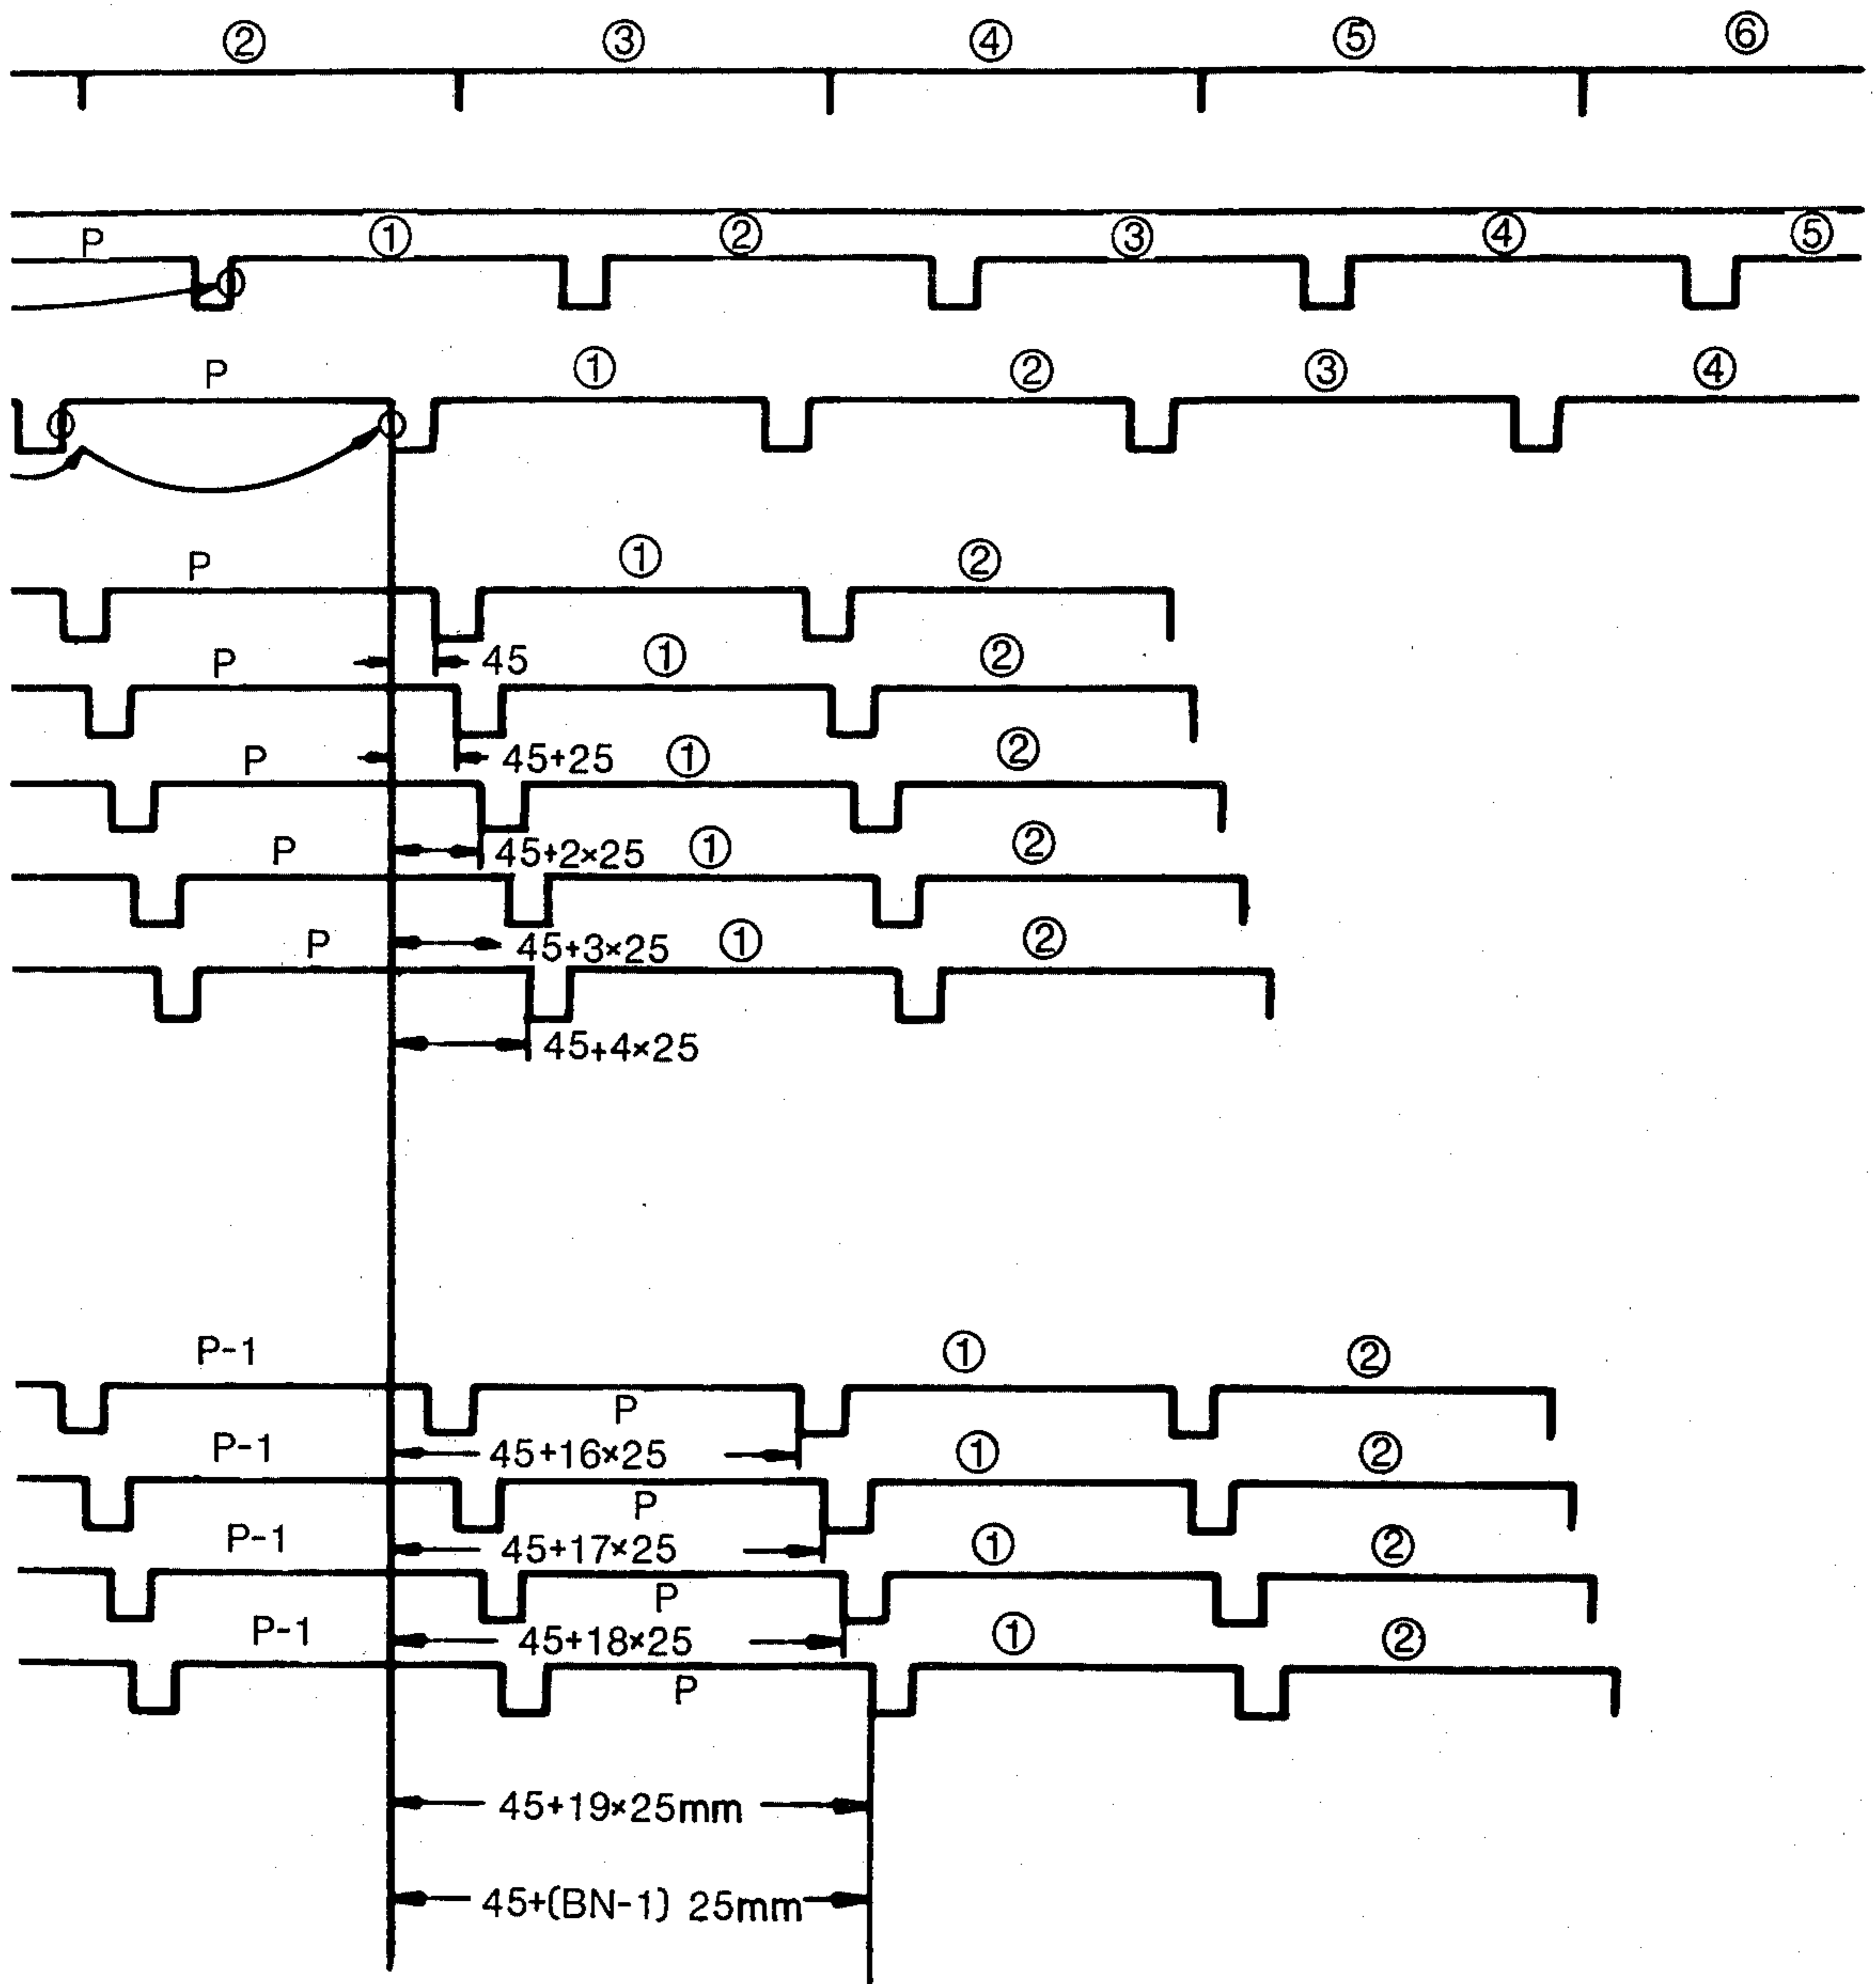 ② ③ ④ ⑤ ⑥
P ① ② ③ ④ ⑤
P ① ② ③ ④
P ① ②
45
P ① ②
45+25
P ① ②
45+2×25
P ① ②
45+3×25
P ① ②
45+4×25
P-1 ① ②
P
45+16×25
P-1 ① ②
P
45+17×25
P-1 ① ②
P
45+18×25
P-1 ① ②
P
45+19×25mm
45+(BN-1) 25mm